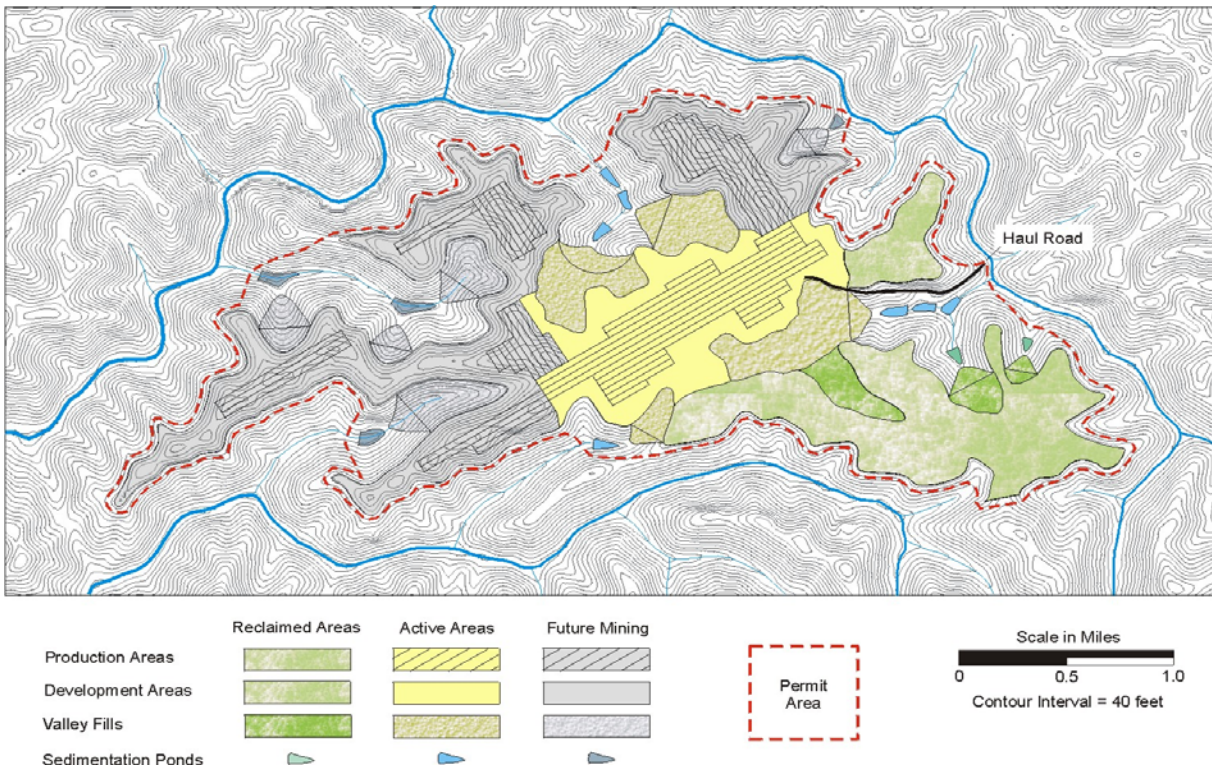 Haul Road
Reclaimed Areas Active Areas Future Mining
Production Areas
Development Areas
Valley Fills
Sedimentation Ponds
Permit
Area
Scale in Miles
0 0.5 1.0
Contour Interval = 40 feet